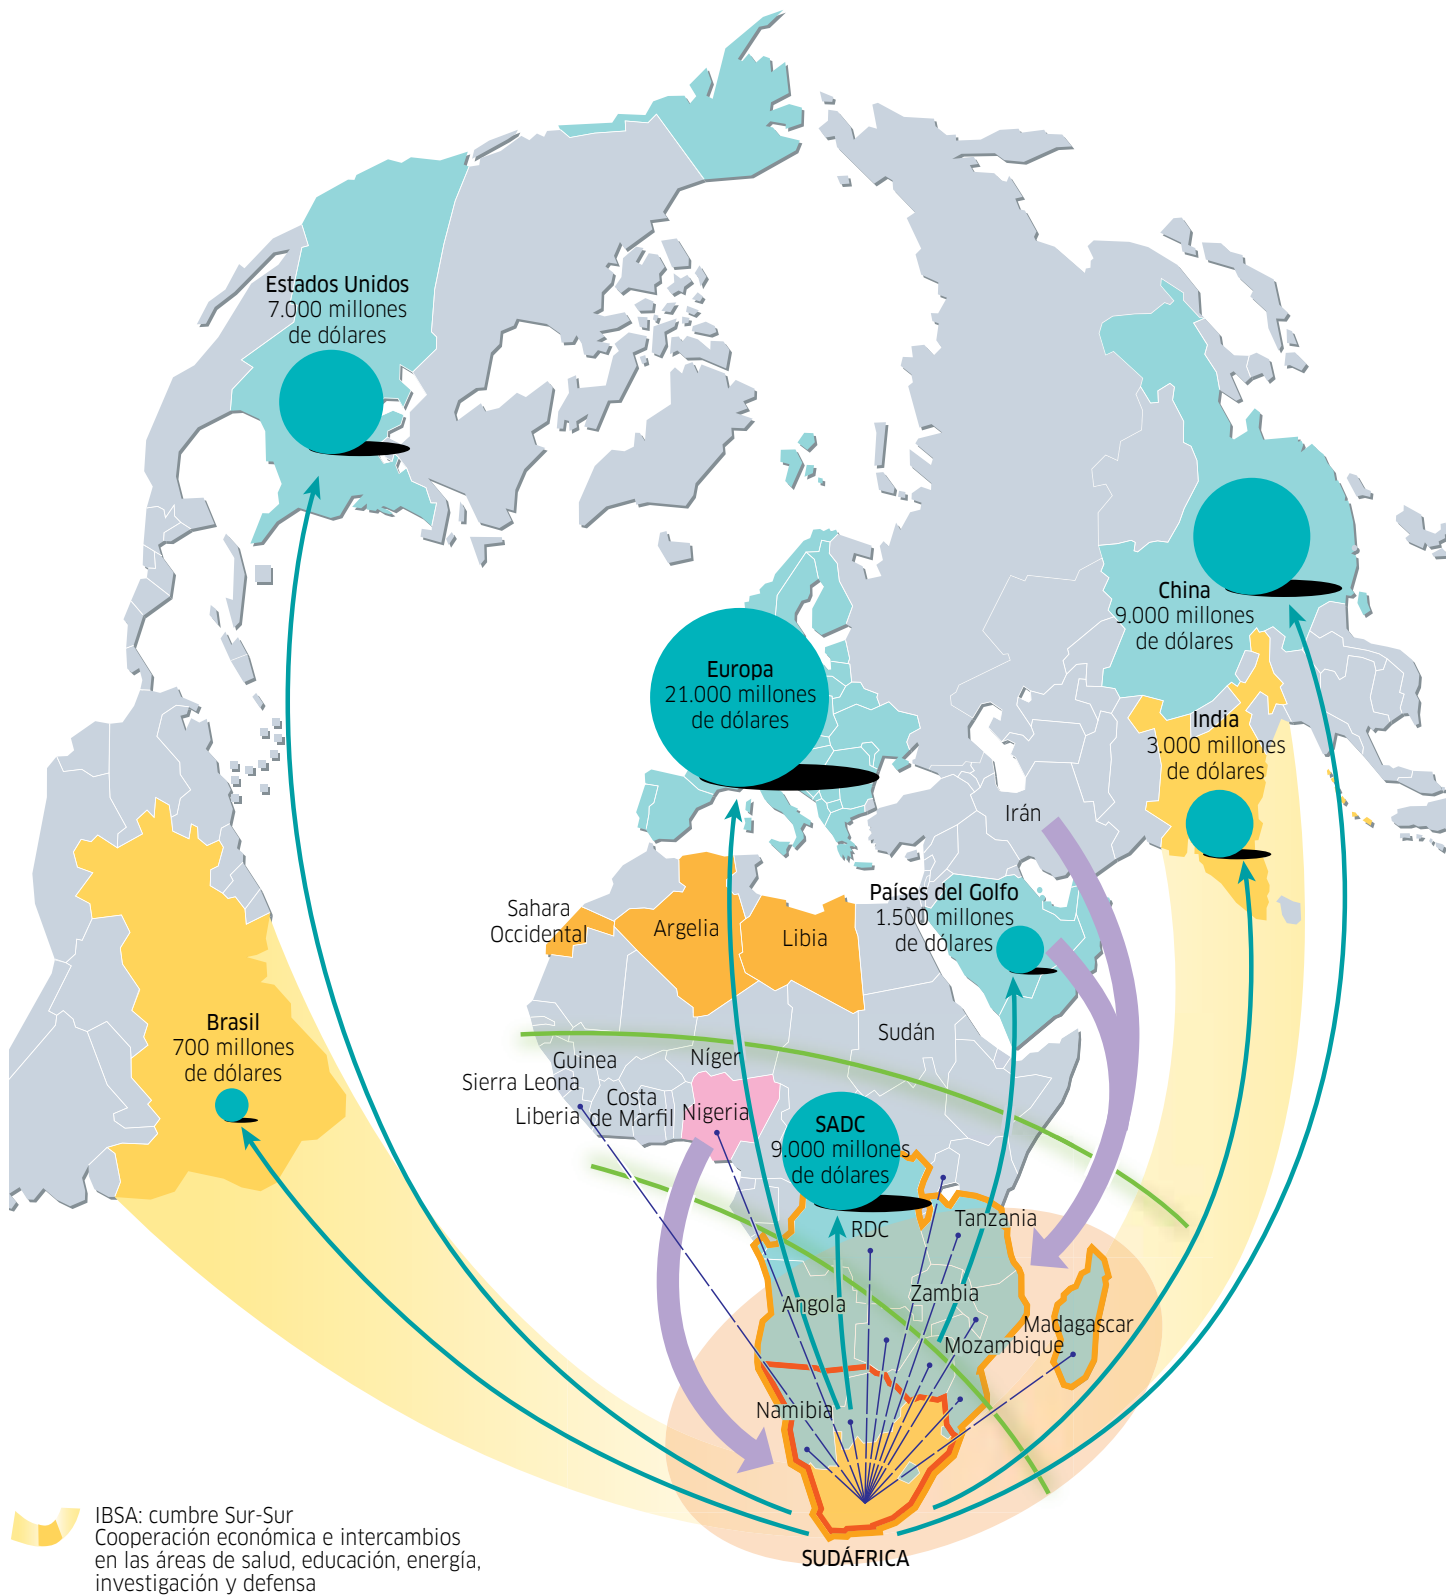 Estados Unidos
7.000 millones
de dólares
China
9.000 millones
de dólares
Europa
21.000 millones
de dólares
India
3.000 millones
de dólares
Irán
Países del Golfo
1.500 millones
de dólares
Sahara
Occidental
Argelia
Libia
Brasil
700 millones
de dólares
Sudán
Guinea
Níger
Sierra Leona
Costa
de Marfil
Liberia
Nigeria
SADC
9.000 millones
de dólares
RDC
Tanzania
Angola
Zambia
Madagascar
Mozambique
Namibia
SUDÁFRICA
IBSA: cumbre Sur-Sur
Cooperación económica e intercambios
en las áreas de salud, educación, energía,
investigación y defensa